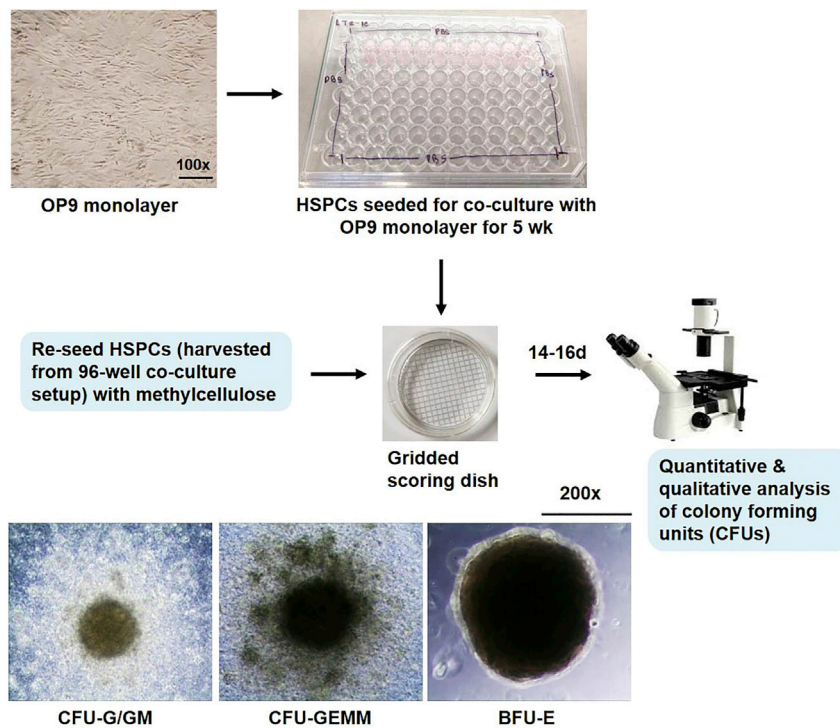 LTC-IC
PBS
PBS
PBS
PBS
100x
OP9 monolayer
HSPCs seeded for co-culture with
OP9 monolayer for 5 wk
Re-seed HSPCs (harvested
from 96-well co-culture
setup) with methylcellulose
14-16d
Gridded
scoring dish
Quantitative &
qualitative analysis
of colony forming
units (CFUs)
200x
CFU-G/GM
CFU-GEMM
BFU-E